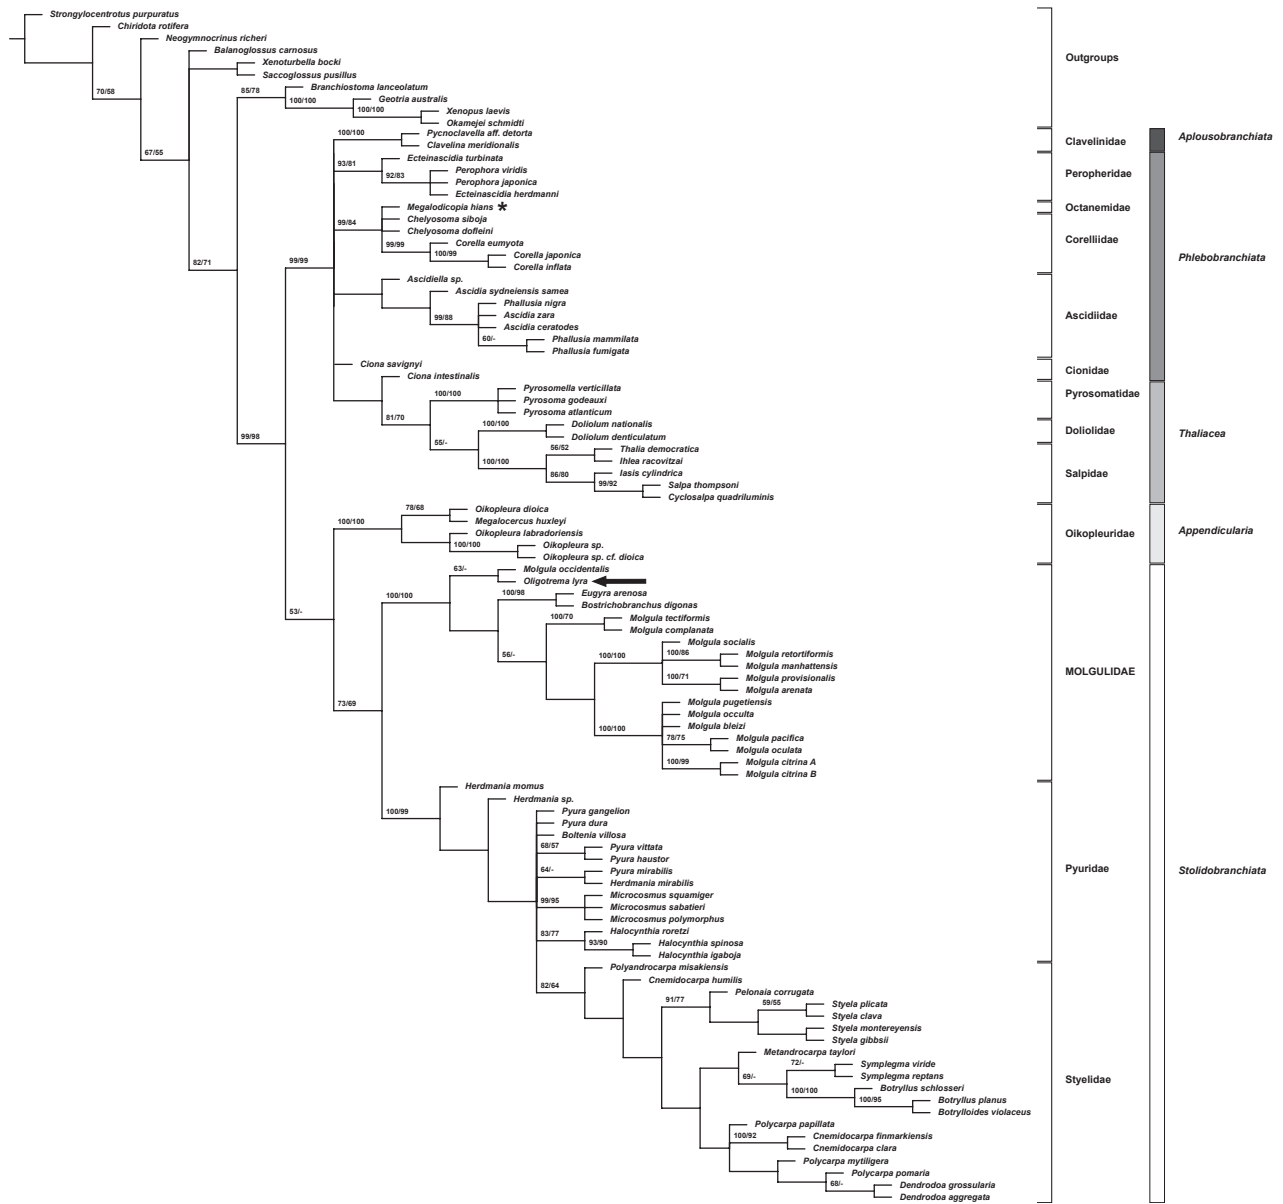 Strongylocentrotus purpuratus
Chiridota rotifera
Neogymnocrinus richeri
Balanoglossus carnosus
Xenoturbella bocki
Saccoglossus pusillus
70/58
85/78
Branchiostoma lanceolatum
100/100
Geotria australis
100/100
Xenopus laevis
Okamejei schmidti
67/55
100/100
Pycnoclavella aff. detorta
Clavelina meridionalis
93/81
Ecteinascidia turbinata
92/83
Perophora viridis
Perophora japonica
Ecteinascidia herdmanni
Megalodicopia hians *
99/84
Chelyosoma siboja
Chelyosoma dofleini
99/99
Corella eumyota
100/99
Corella japonica
Corella inflata
82/71
99/99
Ascidiella sp.
Ascidia sydneiensis samea
99/88
Phallusia nigra
Ascidia zara
Ascidia ceratodes
60/-
Phallusia mammilata
Phallusia fumigata
Ciona savignyi
Ciona intestinalis
81/70
100/100
Pyrosomella verticillata
Pyrosoma godeauxi
Pyrosoma atlanticum
55/-
100/100
Doliolum nationalis
Doliolum denticulatum
100/100
56/52
Thalia democratica
Ihlea racovitzai
86/80
Iasis cylindrica
99/92
Salpa thompsoni
Cyclosalpa quadriluminis
99/98
100/100
78/68
Oikopleura dioica
Megalocercus huxleyi
Oikopleura labradoriensis
100/100
Oikopleura sp.
Oikopleura sp. cf. dioica
53/-
100/100
63/-
Molgula occidentalis
Oligotrema lyra
100/98
Eugyra arenosa
Bostrichobranchus digonas
56/-
100/70
Molgula tectiformis
Molgula complanata
100/100
Molgula socialis
100/86
Molgula retortiformis
Molgula manhattensis
100/71
Molgula provisionalis
Molgula arenata
100/100
Molgula pugetiensis
Molgula occulta
Molgula bleizi
78/75
Molgula pacifica
Molgula oculata
100/99
Molgula citrina A
Molgula citrina B
73/69
100/99
Herdmania momus
Herdmania sp.
Pyura gangelion
Pyura dura
Boltenia villosa
68/57
Pyura vittata
Pyura haustor
64/-
Pyura mirabilis
Herdmania mirabilis
99/95
Microcosmus squamiger
Microcosmus sabatieri
Microcosmus polymorphus
83/77
Halocynthia roretzi
93/90
Halocynthia spinosa
Halocynthia igaboja
82/64
Polyandrocarpa misakiensis
Cnemidocarpa humilis
91/77
Pelonaia corrugata
59/55
Styela plicata
Styela clava
Styela montereyensis
Styela gibbsii
Metandrocarpa taylori
69/-
72/-
Symplegma viride
Symplegma reptans
100/100
Botryllus schlosseri
100/95
Botryllus planus
Botrylloides violaceus
Polycarpa papillata
100/92
Cnemidocarpa finmarkiensis
Cnemidocarpa clara
Polycarpa mytiligera
Polycarpa pomaria
68/-
Dendrodoa grossularia
Dendrodoa aggregata
Outgroups
Clavelinidae
Peropheridae
Octanemidae
Corelliidae
Ascidiidae
Cionidae
Pyrosomatidae
Doliolidae
Salpidae
Oikopleuridae
MOLGULIDAE
Pyuridae
Styelidae
Aplousobranchiata
Phlebobranchiata
Thaliacea
Appendicularia
Stolidobranchiata